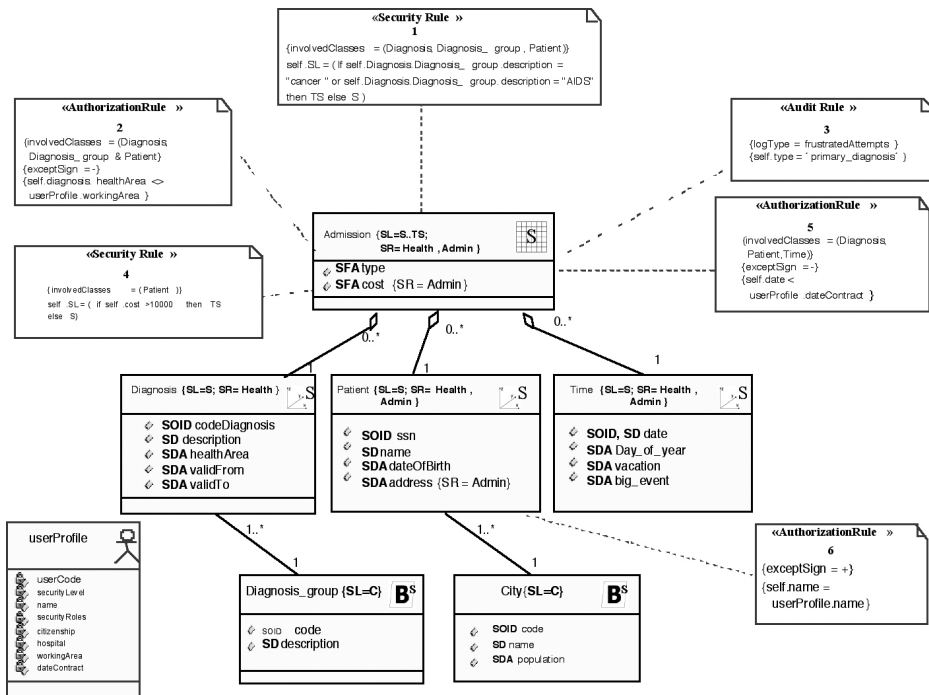 «Security Rule »
1
{involvedClasses = (Diagnosis, Diagnosis_ group , Patient)}
self .SL = ( If self .Diagnosis.Diagnosis_ group .description =
"cancer " or self.Diagnosis.Diagnosis_ group .description = "AIDS"
then TS else S )
«AuthorizationRule »
2
{involvedClasses = (Diagnosis,
Diagnosis_ group & Patient}
{exceptSign = -}
{self.diagnosis. healthArea <>
userProfile .workingArea }
«Audit Rule »
3
{logType = frustratedAttempts }
{self.type = ´ primary_diagnosis´ }
«Security Rule »
4
{involvedClasses = ( Patient )}
self .SL = ( if self .cost >10000 then TS
else S)
«AuthorizationRule »
5
{involvedClasses = (Diagnosis,
Patient,Time)}
{exceptSign = -}
{self.date <
userProfile .dateContract }
Admission {SL=S..TS;
SR= Health , Admin }
S
SFA type
SFA cost {SR = Admin}
0..*
0..*
0..*
1
1
1
Diagnosis {SL=S; SR= Health }
S
SOID codeDiagnosis
SD description
SDA healthArea
SDA validFrom
SDA validTo
Patient {SL=S; SR= Health ,
Admin }
S
SOID ssn
SD name
SDA dateOfBirth
SDA address {SR = Admin}
Time {SL=S; SR= Health ,
Admin }
S
SOID, SD date
SDA Day_of_year
SDA vacation
SDA big_event
1..*
1
1..*
1
userProfile
userCode
securityLevel
name
securityRoles
citizenship
hospital
workingArea
dateContract
Diagnosis_group {SL=C}
BS
SOID code
SD description
City{SL=C}
BS
SOID code
SD name
SDA population
«AuthorizationRule »
6
{exceptSign = +}
{self.name =
userProfile.name }